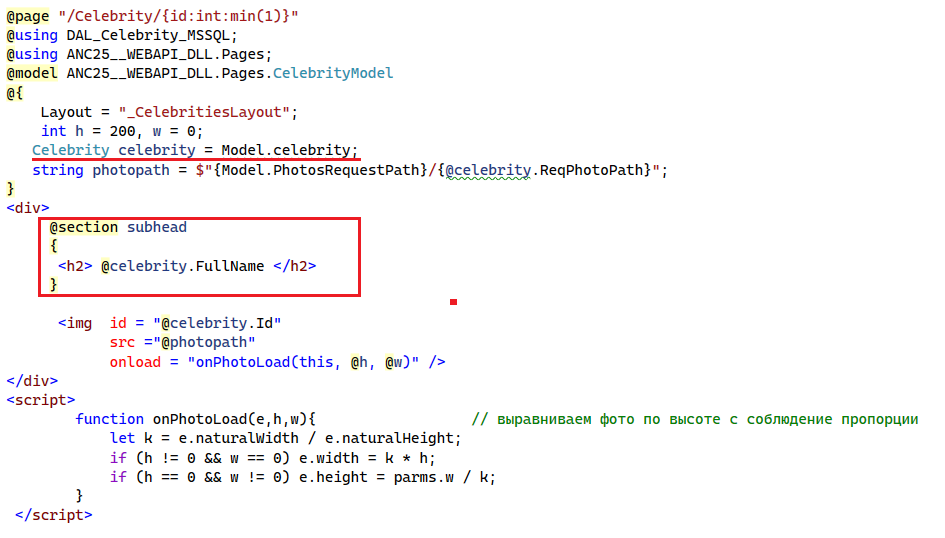 @page "/Celebrity/{id:int:min(1)}"
@using DAL_Celebrity_MSSQL;
@using ANC25__WEBAPI_DLL.Pages;
@model ANC25__WEBAPI_DLL.Pages.CelebrityModel
@{
Layout = "_CelebritiesLayout";
int h = 200, w = 0;
Celebrity celebrity = Model.celebrity;
string photopath = $"{Model.PhotosRequestPath}/{@celebrity.ReqPhotoPath}";
}
<div>
@section subhead
{
<h2> @celebrity.FullName </h2>
}
<img id = "@celebrity.Id"
src ="@photopath"
onload = "onPhotoLoad(this, @h, @w)" />
</div>
<script>
function onPhotoLoad(e,h,w){ // выравниваем фото по высоте с соблюдение пропорции
let k = e.naturalWidth / e.naturalHeight;
if (h != 0 && w == 0) e.width = k * h;
if (h == 0 && w != 0) e.height = parms.w / k;
}
</script>